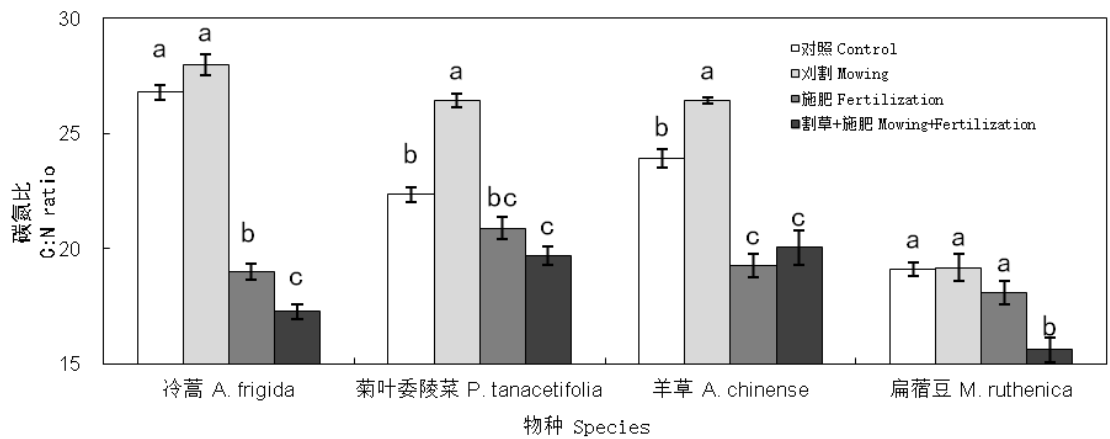 30
25
20
15
碳氮比
C:N ratio
对照 Control
刈割 Mowing
施肥 Fertilization
割草+施肥 Mowing+Fertilization
a a b c
b a bc c
b a c c
a a a b
冷蒿 A. frigida 菊叶委陵菜 P. tanacetifolia 羊草 A. chinense 扁蓿豆 M. ruthenica
物种 Species